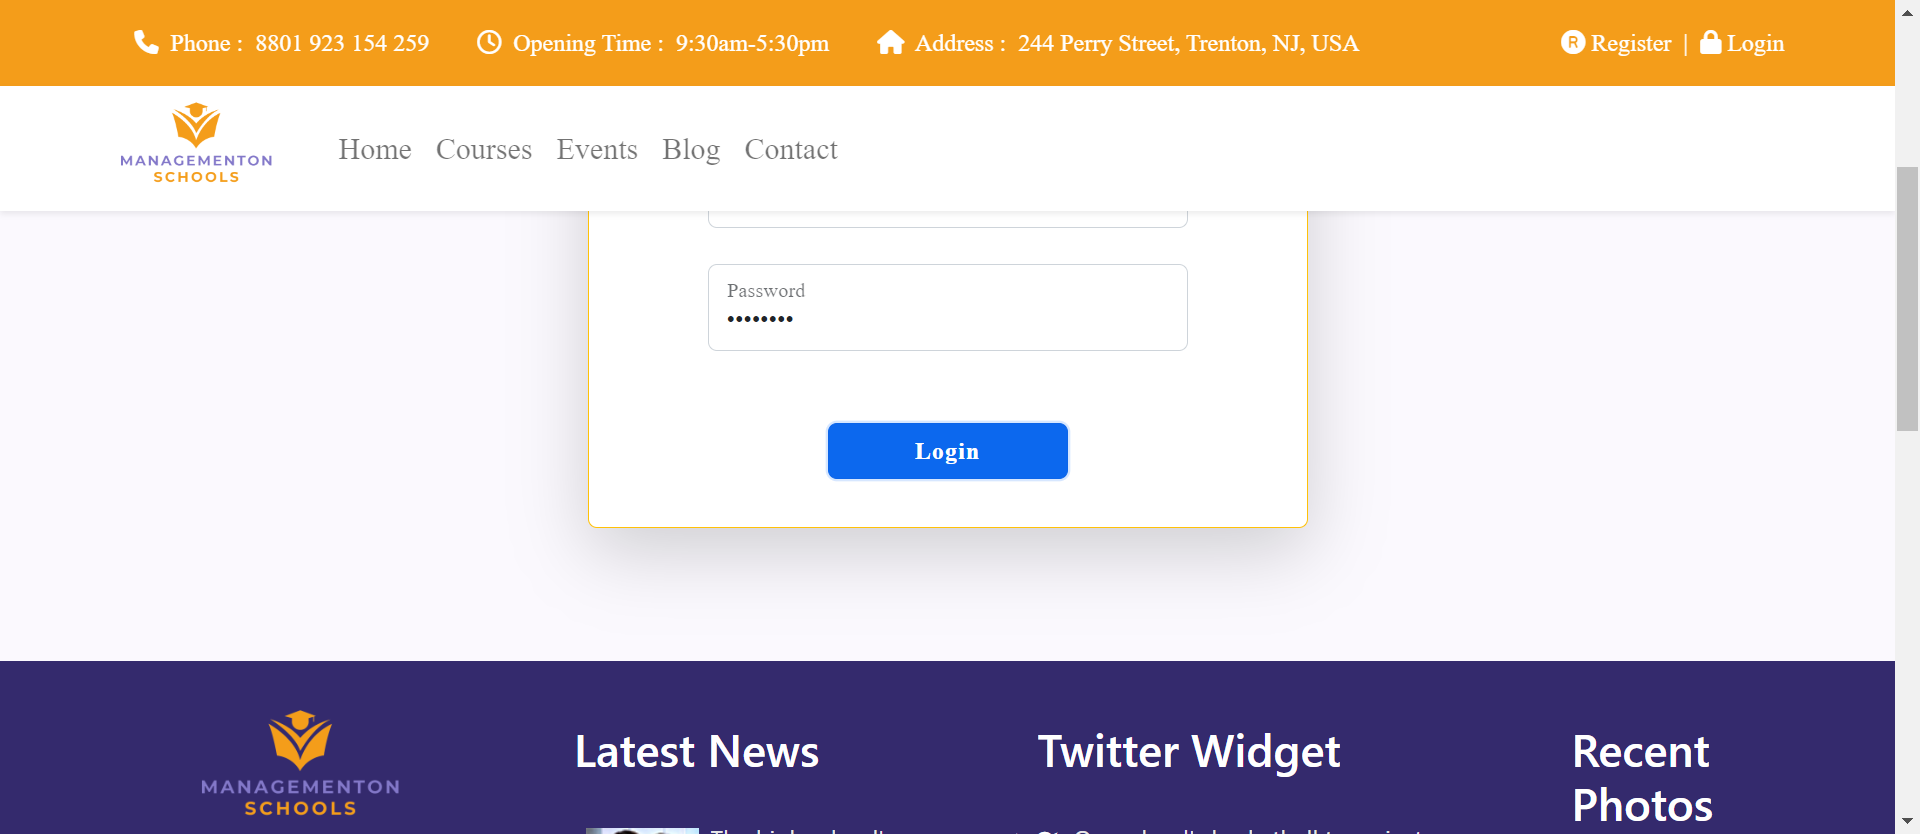 Phone : 8801 923 154 259 Opening Time : 9:30am-5:30pm Address : 244 Perry Street, Trenton, NJ, USA Register | Login
MANAGEMENTON
SCHOOLS
Home Courses Events Blog Contact
Password
Login
MANAGEMENTON
SCHOOLS
Latest News
Twitter Widget
Recent
Photos